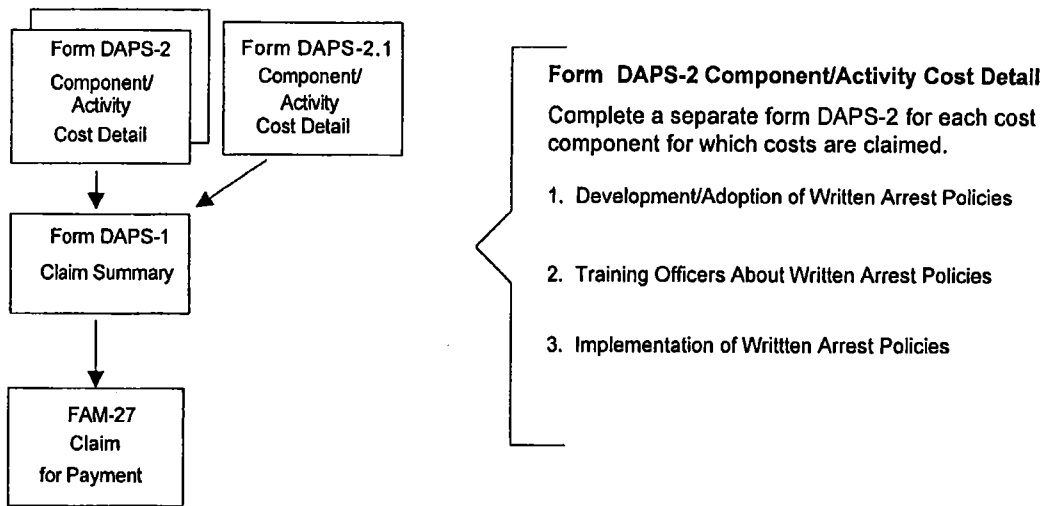 Form DAPS-2
Component/
Activity
Cost Detail
Form DAPS-2.1
Component/
Activity
Cost Detail
Form DAPS-1
Claim Summary
FAM-27
Claim
for Payment
Form DAPS-2 Component/Activity Cost Detail
Complete a separate form DAPS-2 for each cost
component for which costs are claimed.
1. Development/Adoption of Written Arrest Policies
2. Training Officers About Written Arrest Policies
3. Implementation of Writtten Arrest Policies